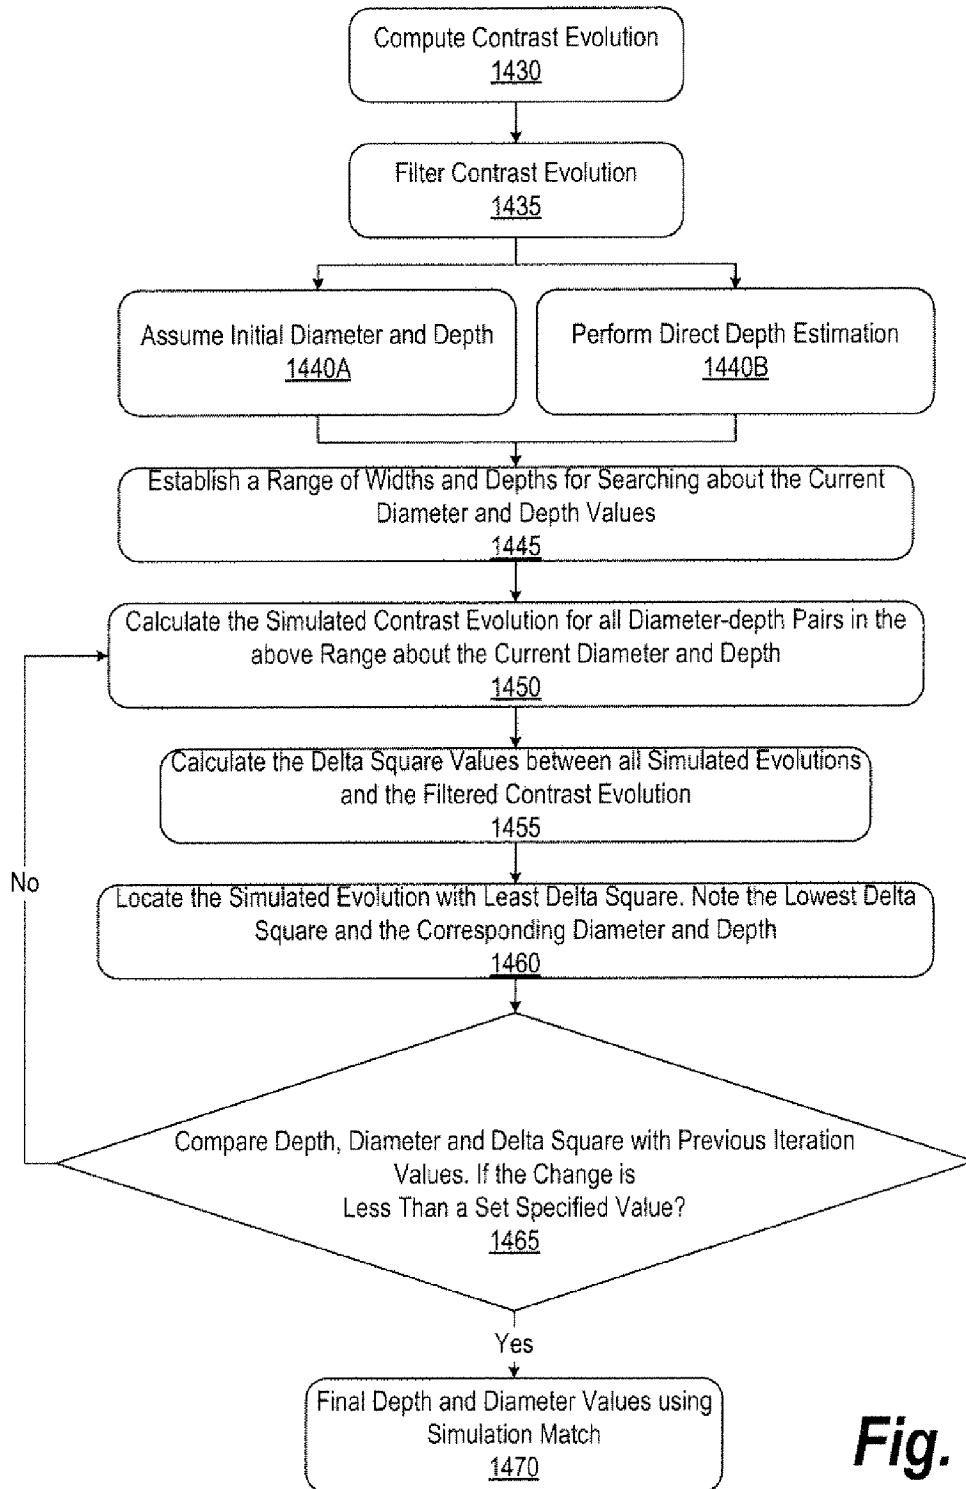 Compute Contrast Evolution
1430
Filter Contrast Evolution
1435
Assume Initial Diameter and Depth
1440A
Perform Direct Depth Estimation
1440B
Establish a Range of Widths and Depths for Searching about the Current
Diameter and Depth Values
1445
Calculate the Simulated Contrast Evolution for all Diameter-depth Pairs in the
above Range about the Current Diameter and Depth
1450
Calculate the Delta Square Values between all Simulated Evolutions
and the Filtered Contrast Evolution
1455
No
Locate the Simulated Evolution with Least Delta Square. Note the Lowest Delta
Square and the Corresponding Diameter and Depth
1460
Compare Depth, Diameter and Delta Square with Previous Iteration
Values. If the Change is
Less Than a Set Specified Value?
1465
Yes
Final Depth and Diameter Values using
Simulation Match
1470
Fig.